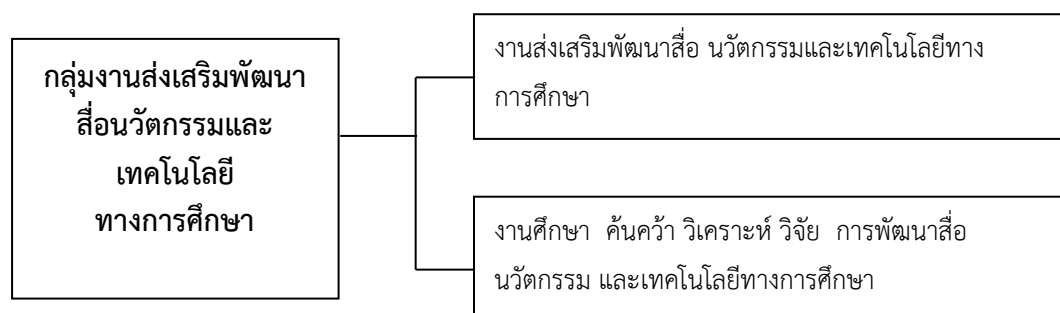 กลุ่มงานส่งเสริมพัฒนา
สื่อนวัตกรรมและ
เทคโนโลยี
ทางการศึกษา
งานส่งเสริมพัฒนาสื่อ นวัตกรรมและเทคโนโลยีทาง
การศึกษา
งานศึกษา ค้นคว้า วิเคราะห์ วิจัย การพัฒนาสื่อ
นวัตกรรม และเทคโนโลยีทางการศึกษา